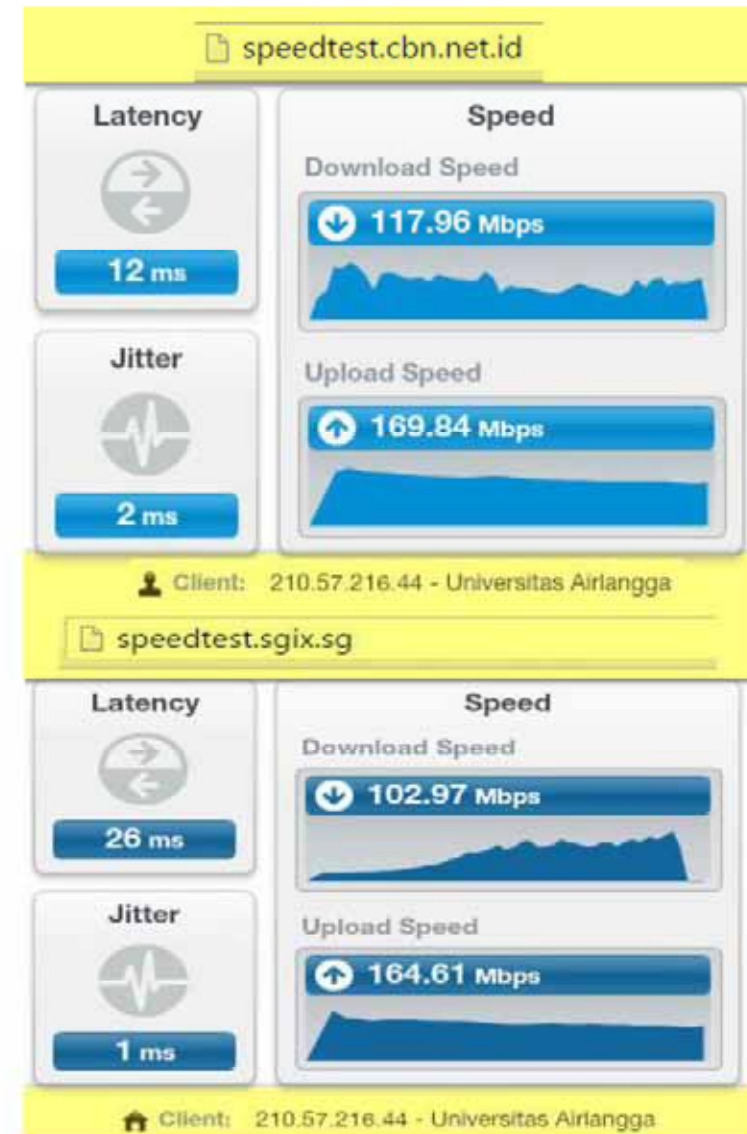 speedtest.cbn.net.id
Latency
12 ms
Jitter
2 ms
Speed
Download Speed
117.96 Mbps
Upload Speed
169.84 Mbps
Client: 210.57.216.44 - Universitas Airlangga
speedtest.sgix.sg
Latency
26 ms
Jitter
1 ms
Speed
Download Speed
102.97 Mbps
Upload Speed
164.61 Mbps
Client: 210.57.216.44 - Universitas Airlangga